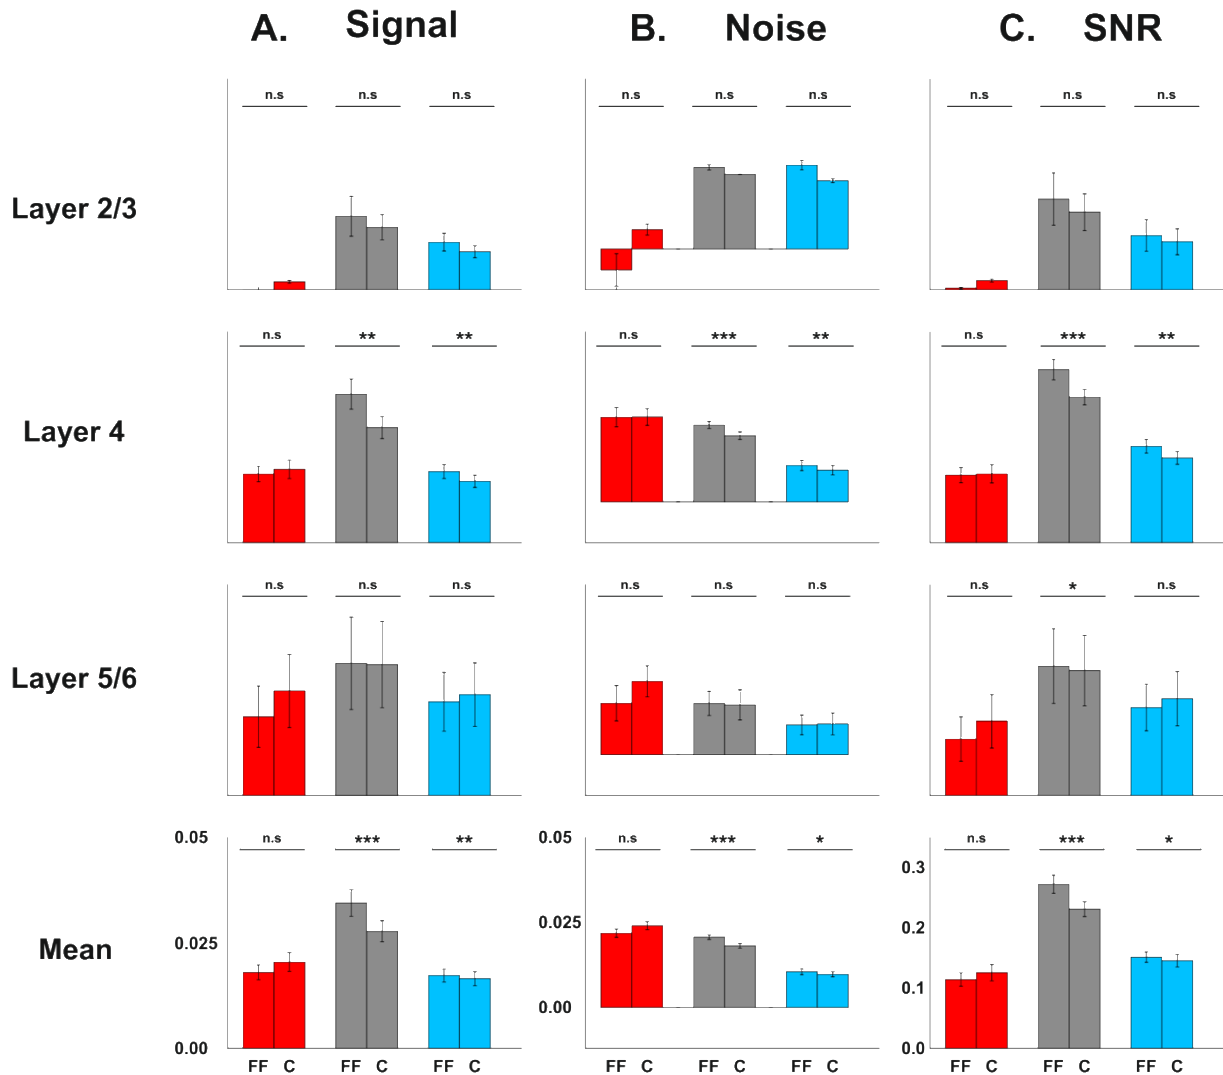 A. Signal B. Noise C. SNR
n.s n.s n.s n.s n.s n.s n.s n.s n.s
Layer 2/3
n.s ** ** n.s *** ** n.s *** **
Layer 4
n.s n.s n.s n.s n.s n.s n.s * n.s
Layer 5/6
0.05 n.s *** ** 0.05 n.s *** * n.s *** *
0.3
0.025 0.025 0.2
Mean
0.00 0.1
0.00 0.0
FF C FF C FF C FF C FF C FF C FF C FF C FF C